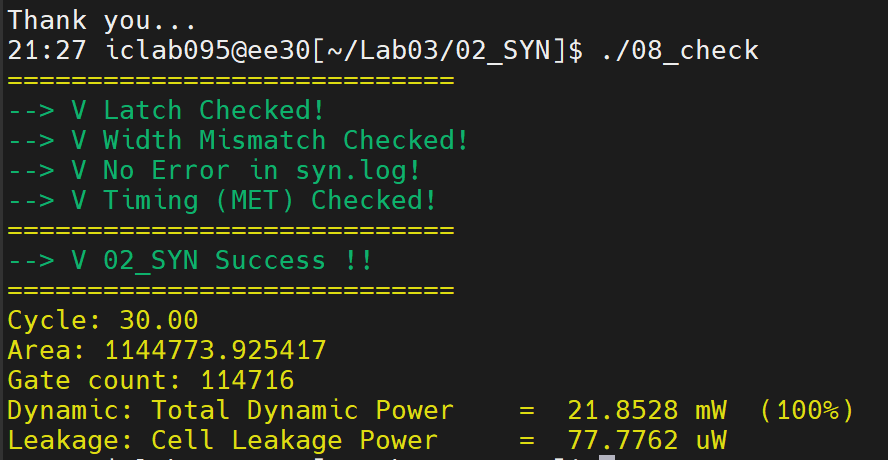 Thank you...
21:27 iclab095@ee30[~/Lab03/02_SYN]$ ./08_check
============================
--> V Latch Checked!
--> V Width Mismatch Checked!
--> V No Error in syn.log!
--> V Timing (MET) Checked!
============================
--> V 02_SYN Success !!
============================
Cycle: 30.00
Area: 1144773.925417
Gate count: 114716
Dynamic: Total Dynamic Power    =  21.8528 mW  (100%)
Leakage: Cell Leakage Power     =  77.7762 uW